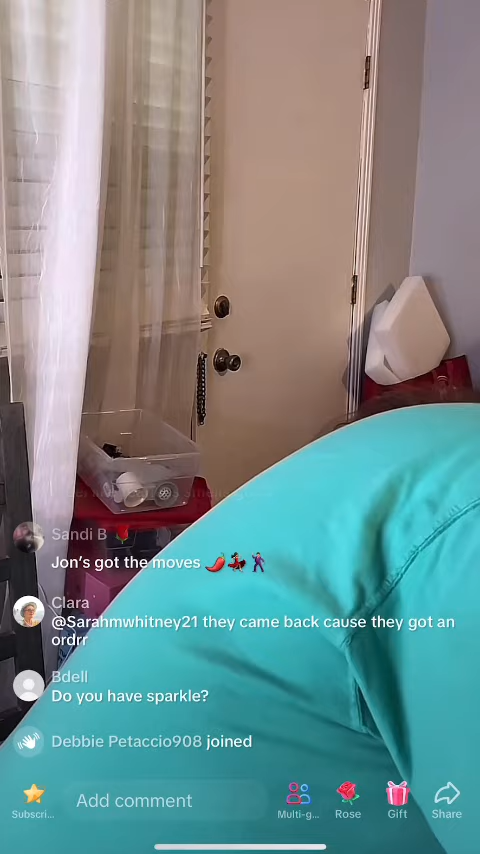 Sandi B
Jon's got the moves 🌶️💃🕺
Clara
@Sarahmwhitney21 they came back cause they got an
ordrr
Bdell
Do you have sparkle?
Debbie Petaccio908 joined
Subscri...
Add comment
Multi-g...
Rose
Gift
Share